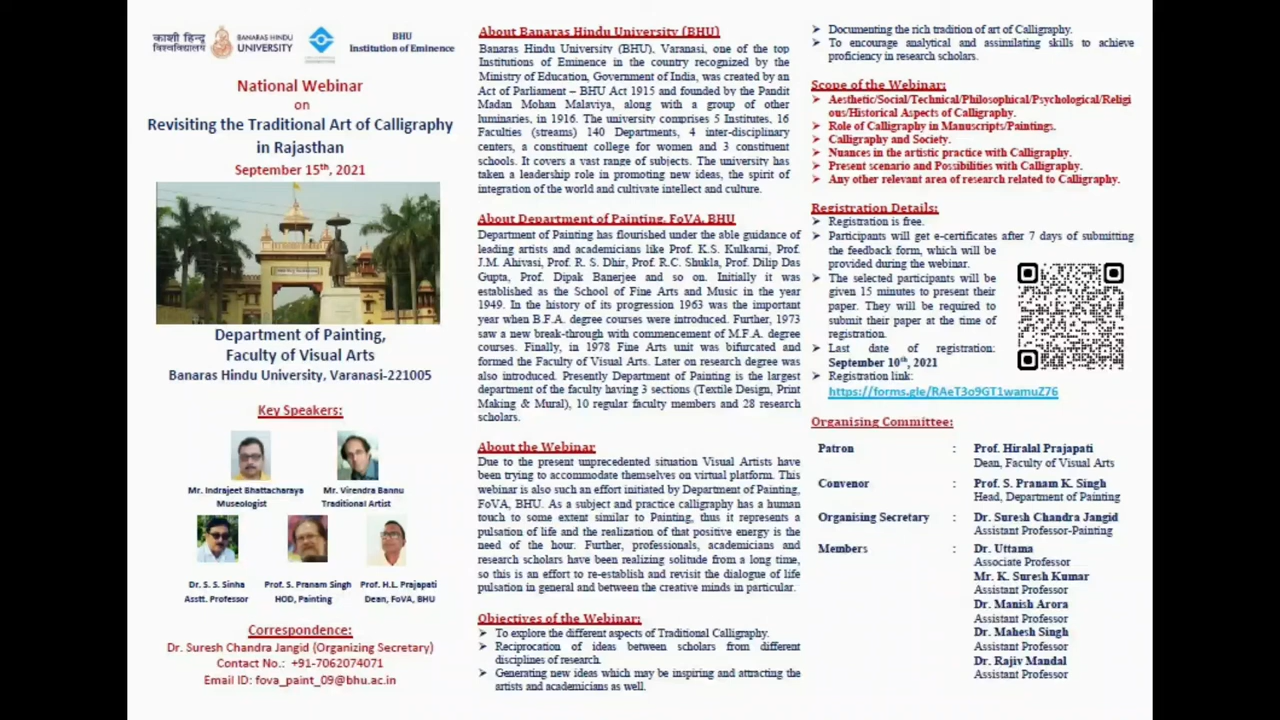 काशी हिन्दू
विश्वविद्यालय
BANARAS HINDU
UNIVERSITY
BHU
Institution of Eminence
National Webinar
on
Revisiting the Traditional Art of Calligraphy
in Rajasthan
September 15th, 2021
Department of Painting,
Faculty of Visual Arts
Banaras Hindu University, Varanasi-221005
Key Speakers:
Mr. Indrajeet Bhattacharaya
Museologist
Mr. Virendra Bannu
Traditional Artist
Dr. S. S. Sinha
Asstt. Professor
Prof. S. Pranam Singh
HOD, Painting
Prof. H.L. Prajapati
Dean, FoVA, BHU
Correspondence:
Dr. Suresh Chandra Jangid (Organizing Secretary)
Contact No.: +91-7062074071
Email ID: fova_paint_09@bhu.ac.in
About Banaras Hindu University (BHU)
Banaras Hindu University (BHU), Varanasi, one of the top
Institutions of Eminence in the country recognized by the
Ministry of Education, Government of India, was created by an
Act of Parliament – BHU Act 1915 and founded by the Pandit
Madan Mohan Malaviya, along with a group of other
luminaries, in 1916. The university comprises 5 Institutes, 16
Faculties (streams) 140 Departments, 4 inter-disciplinary
centers, a constituent college for women and 3 constituent
schools. It covers a vast range of subjects. The university has
taken a leadership role in promoting new ideas, the spirit of
integration of the world and cultivate intellect and culture.
About Department of Painting, FoVA, BHU
Department of Painting has flourished under the able guidance of
leading artists and academicians like Prof. K.S. Kulkarni, Prof.
J.M. Ahivasi, Prof. R. S. Dhir, Prof. R.C. Shukla, Prof. Dilip Das
Gupta, Prof. Dipak Banerjee and so on. Initially it was
established as the School of Fine Arts and Music in the year
1949. In the history of its progression 1963 was the important
year when B.F.A. degree courses were introduced. Further, 1973
saw a new break-through with commencement of M.F.A. degree
courses. Finally, in 1978 Fine Arts unit was bifurcated and
formed the Faculty of Visual Arts. Later on research degree was
also introduced. Presently Department of Painting is the largest
department of the faculty having 3 sections (Textile Design, Print
Making & Mural), 10 regular faculty members and 28 research
scholars.
About the Webinar
Due to the present unprecedented situation Visual Artists have
been trying to accommodate themselves on virtual platform. This
webinar is also such an effort initiated by Department of Painting,
FoVA, BHU. As a subject and practice calligraphy has a human
touch to some extent similar to Painting, thus it represents a
pulsation of life and the realization of that positive energy is the
need of the hour. Further, professionals, academicians and
research scholars have been realizing solitude from a long time,
so this is an effort to re-establish and revisit the dialogue of life
pulsation in general and between the creative minds in particular.
Objectives of the Webinar:
➢ To explore the different aspects of Traditional Calligraphy.
➢ Reciprocation of ideas between scholars from different
disciplines of research.
➢ Generating new ideas which may be inspiring and attracting the
artists and academicians as well.
➢ Documenting the rich tradition of art of Calligraphy.
➢ To encourage analytical and assimilating skills to achieve
proficiency in research scholars.
Scope of the Webinar:
➢ Aesthetic/Social/Technical/Philosophical/Psychological/Religi
ous/Historical Aspects of Calligraphy.
➢ Role of Calligraphy in Manuscripts/Paintings.
➢ Calligraphy and Society.
➢ Nuances in the artistic practice with Calligraphy.
➢ Present scenario and Possibilities with Calligraphy.
➢ Any other relevant area of research related to Calligraphy.
Registration Details:
➢ Registration is free.
➢ Participants will get e-certificates after 7 days of submitting
the feedback form, which will be
provided during the webinar.
➢ The selected participants will be
given 15 minutes to present their
paper. They will be required to
submit their paper at the time of
registration.
➢ Last date of registration:
September 10th, 2021
➢ Registration link:
https://forms.gle/RAeT3o9GT1wamuZ76
Organising Committee:
Patron : Prof. Hiralal Prajapati
Dean, Faculty of Visual Arts
Convenor : Prof. S. Pranam K. Singh
Head, Department of Painting
Organising Secretary : Dr. Suresh Chandra Jangid
Assistant Professor-Painting
Members : Dr. Uttama
Associate Professor
Mr. K. Suresh Kumar
Assistant Professor
Dr. Manish Arora
Assistant Professor
Dr. Mahesh Singh
Assistant Professor
Dr. Rajiv Mandal
Assistant Professor